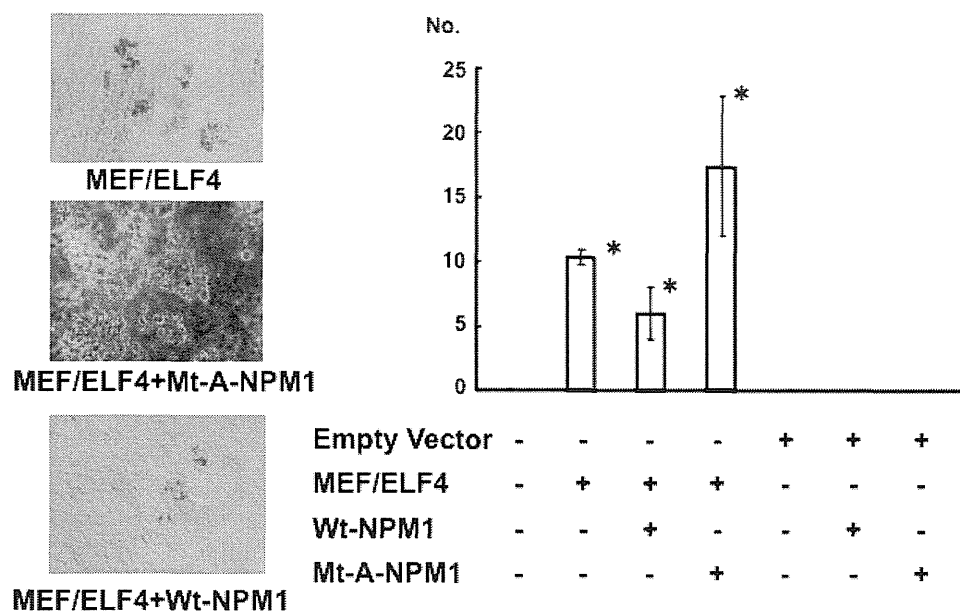 MEF/ELF4
MEF/ELF4+Mt-A-NPM1
MEF/ELF4+Wt-NPM1
No.
25
20
15
10
5
0
*
*
*
Empty Vector - - - - + + +
MEF/ELF4 - + + + - - -
Wt-NPM1 - - + - - + -
Mt-A-NPM1 - - - + - - +